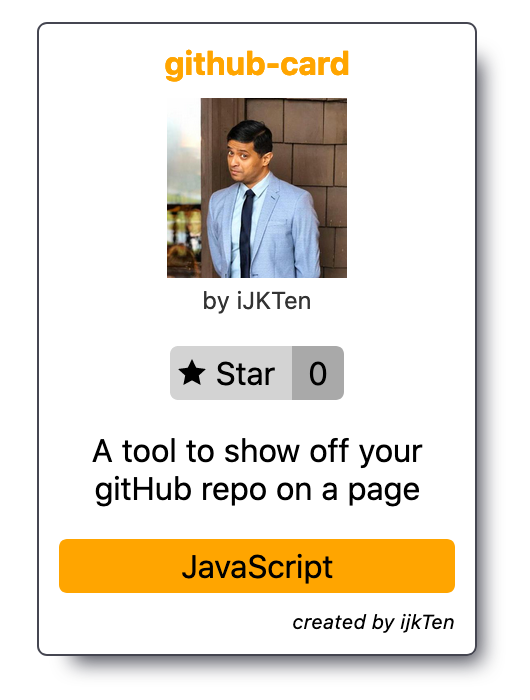 github-card
by iJKTen
Star 0
A tool to show off your
gitHub repo on a page
JavaScript
created by ijkTen